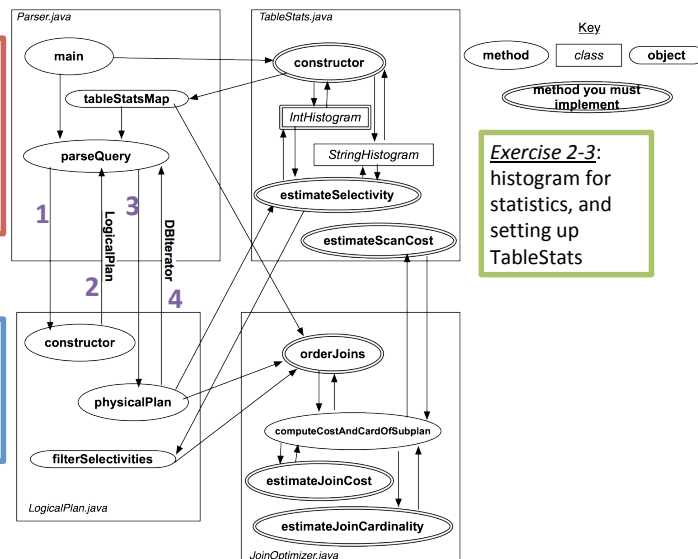 Parser.java
main
tableStatsMap
parseQuery
1
2
LogicalPlan
3
DBIterator
4
TableStats.java
constructor
IntHistogram
StringHistogram
estimateSelectivity
estimateScanCost
Key
method
class
object
method you must
implement
Exercise 2-3:
histogram for
statistics, and
setting up
TableStats
constructor
physicalPlan
filterSelectivities
LogicalPlan.java
orderJoins
computeCostAndCardOfSubplan
estimateJoinCost
estimateJoinCardinality
JoinOptimizer.java